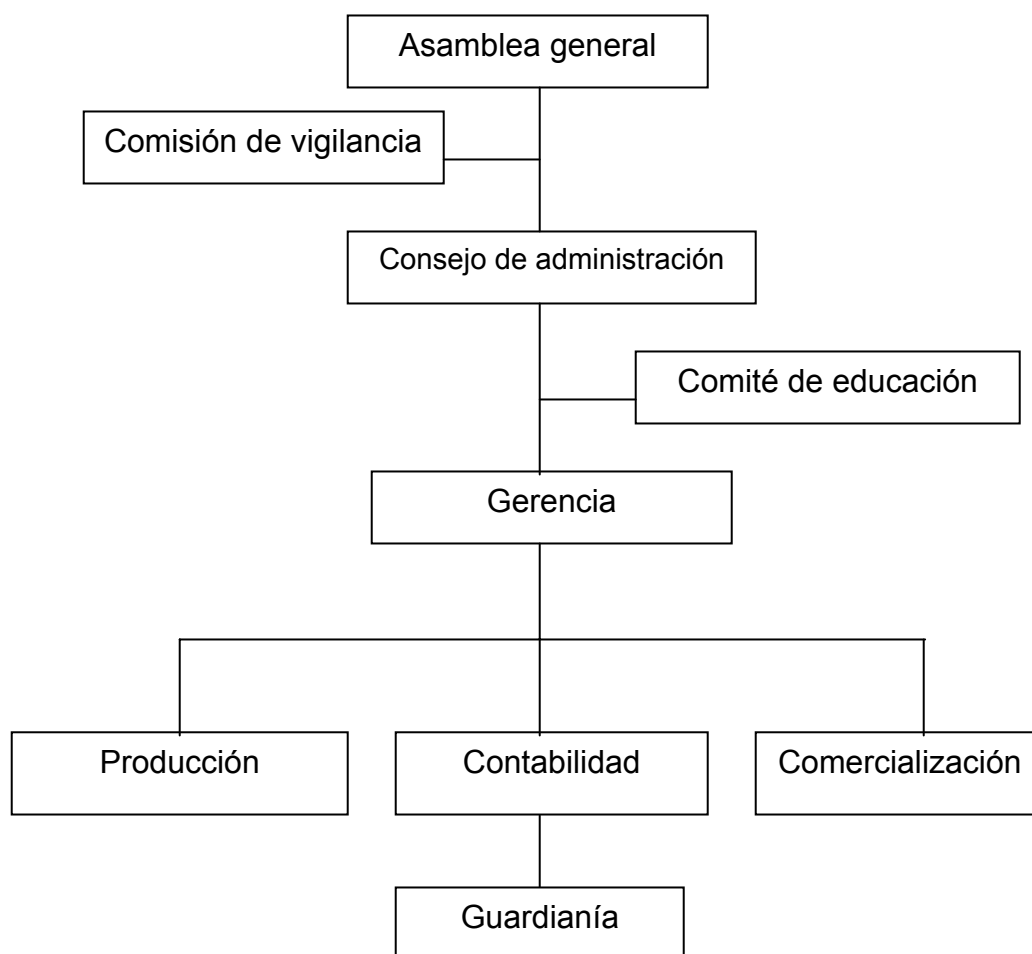 Asamblea general
Comisión de vigilancia
Consejo de administración
Comité de educación
Gerencia
Producción
Contabilidad
Comercialización
Guardianía